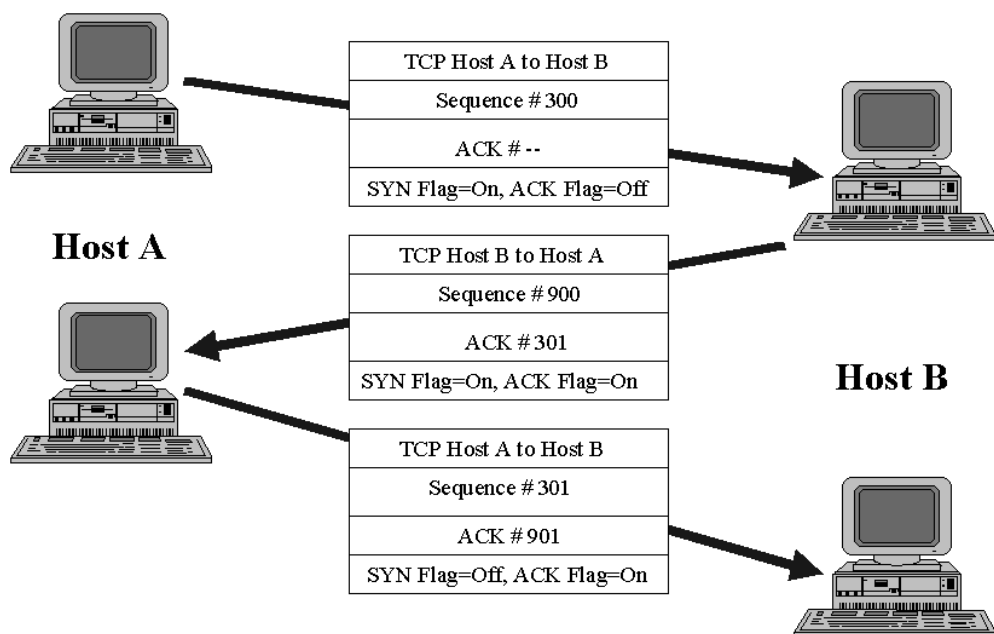 TCP Host A to Host B
Sequence # 300
ACK # --
SYN Flag=On, ACK Flag=Off
Host A
TCP Host B to Host A
Sequence # 900
ACK # 301
SYN Flag=On, ACK Flag=On
Host B
TCP Host A to Host B
Sequence # 301
ACK # 901
SYN Flag=Off, ACK Flag=On